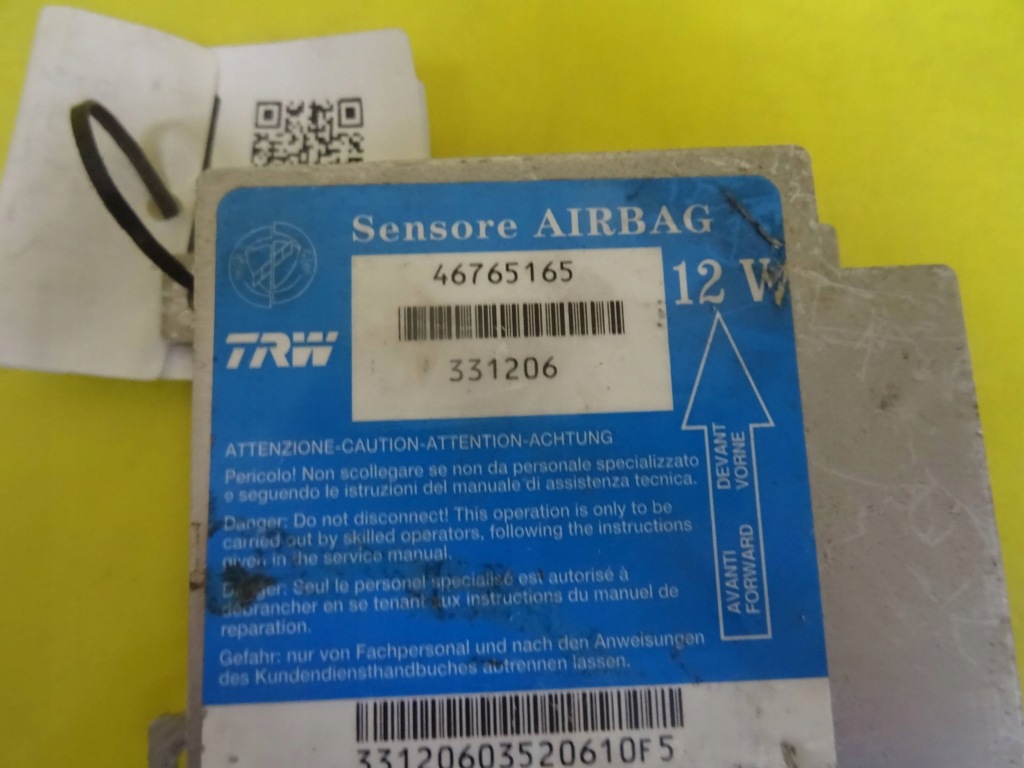 Sensore AIRBAG
46765165
12 V
331206
TRW
ATTENZIONE-CAUTION-ATTENTION-ACHTUNG
Pericolo! Non scollegare se non da personale specializzato
e seguendo le istruzioni del manuale di assistenza tecnica.
Danger: Do not disconnect! This operation is only to be
carried out by skilled operators, following the instructions
given in the service manual.
Danger: Seul le personel specialisé est autorisé à
débrancher en se tenant aux instructions du manuel de
reparation.
Gefahr: nur von Fachpersonal und nach den Anweisungen
des Kundendiensthandbuches abtrennen lassen.
AVANTI DEVANT
FORWARD VORNE
33120603520610F5